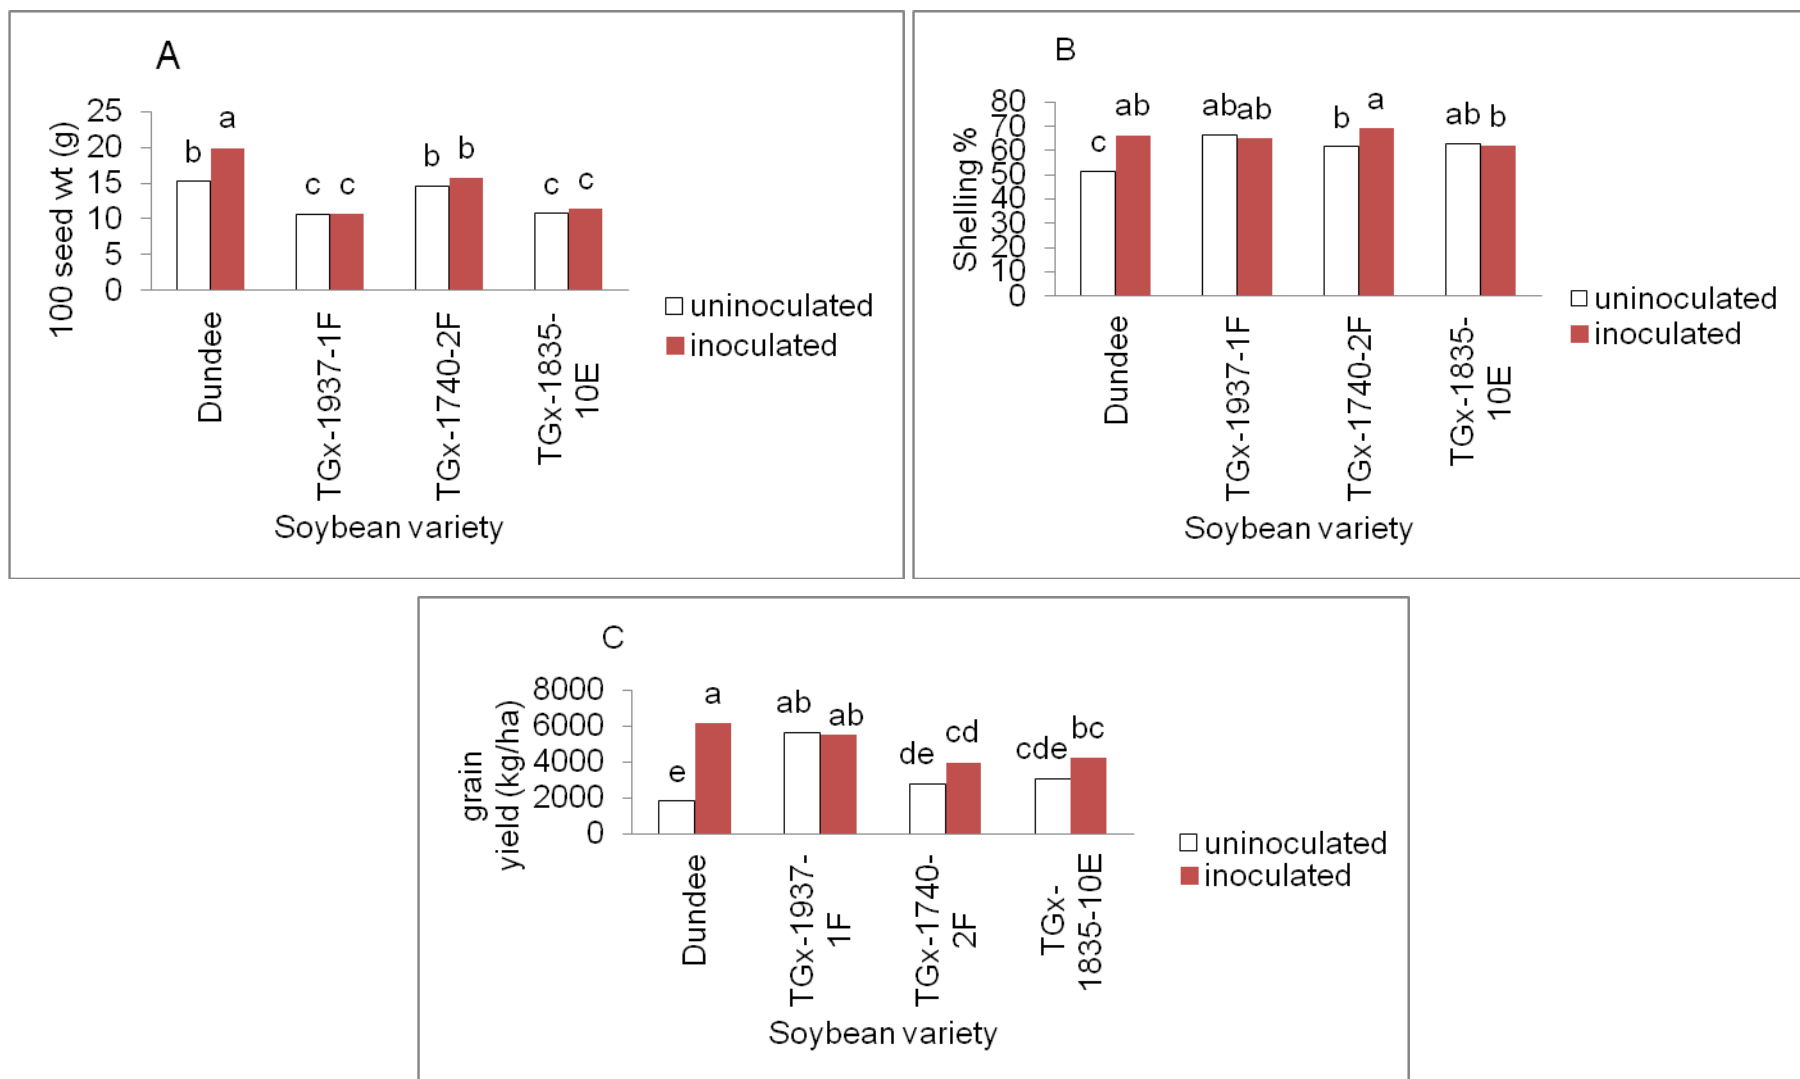 A
100 seed wt (g)
25
20
15
10
5
0
b
a
c
c
b
b
c
c
Dundee
TGx-1937-1F
TGx-1740-2F
TGx-1835-
10E
Soybean variety
uninoculated
inoculated
B
Shelling %
80
70
60
50
40
30
20
10
0
c
ab
ab
ab
b
a
ab
b
Dundee
TGx-1937-1F
TGx-1740-2F
TGx-1835-
10E
Soybean variety
uninoculated
inoculated
C
grain
yield (kg/ha)
8000
6000
4000
2000
0
e
a
ab
ab
de
cd
cde
bc
Dundee
TGx-1937-
1F
TGx-1740-
2F
TGx-
1835-10E
Soybean variety
uninoculated
inoculated